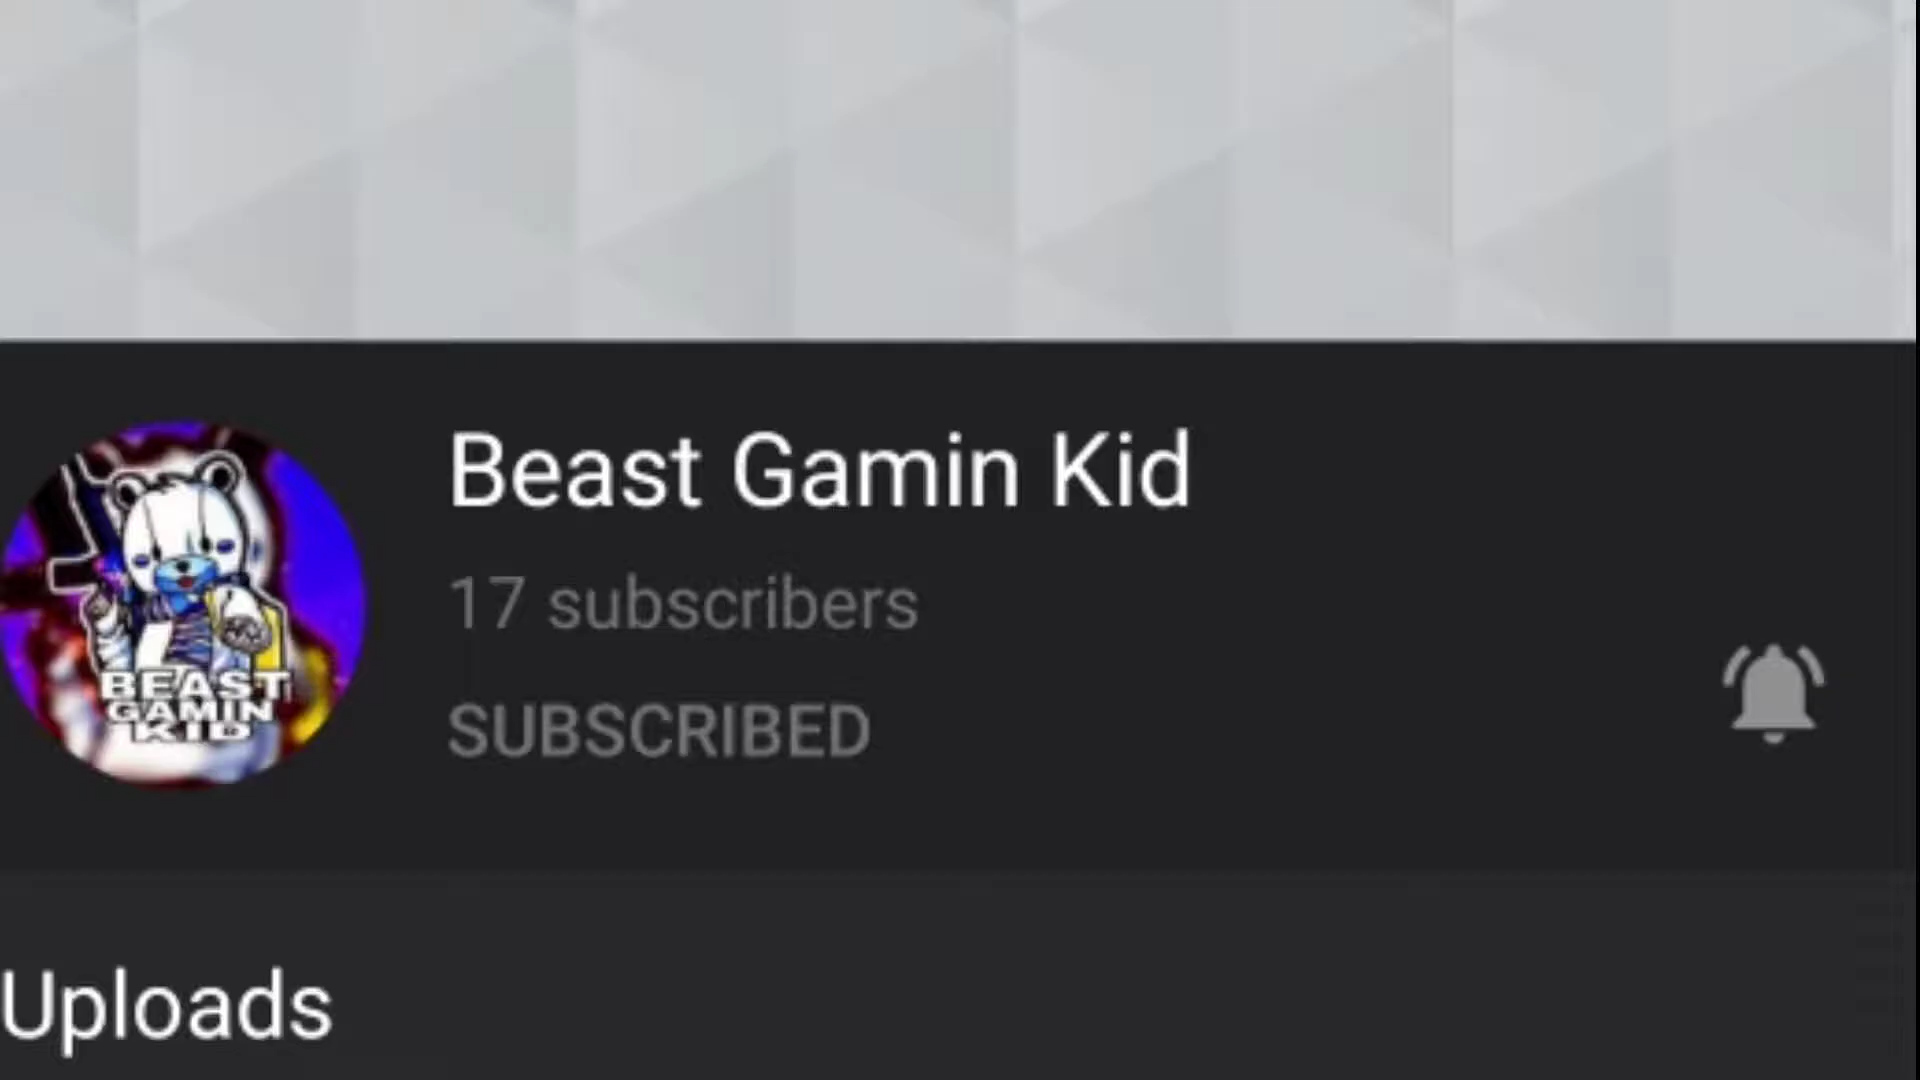 Beast Gamin Kid
17 subscribers
SUBSCRIBED
BEAST
GAMIN
KID
Uploads